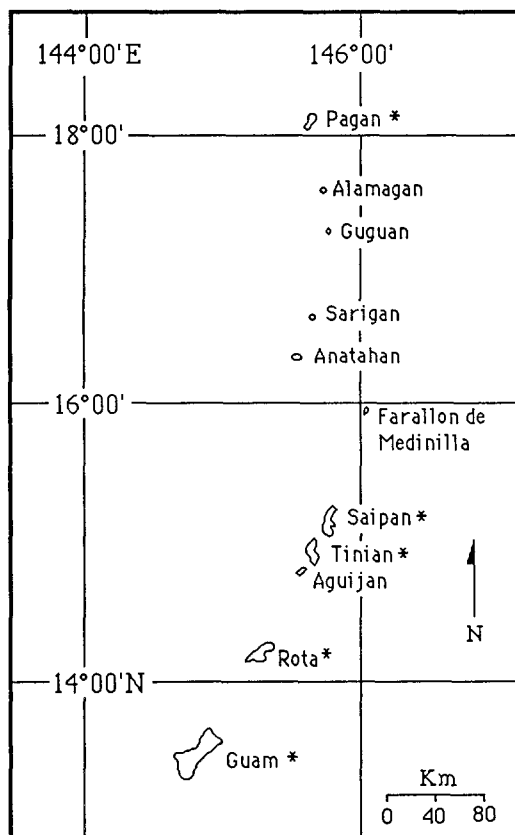 144°00'E 146°00'
Pagan *
18°00'
Alamagan
Guguan
Sarigan
Anatahan
16°00'
Farallon de
Medinilla
Saipan *
Tinian *
Aguijan
N
Rota *
14°00'N
Guam *
Km
0 40 80